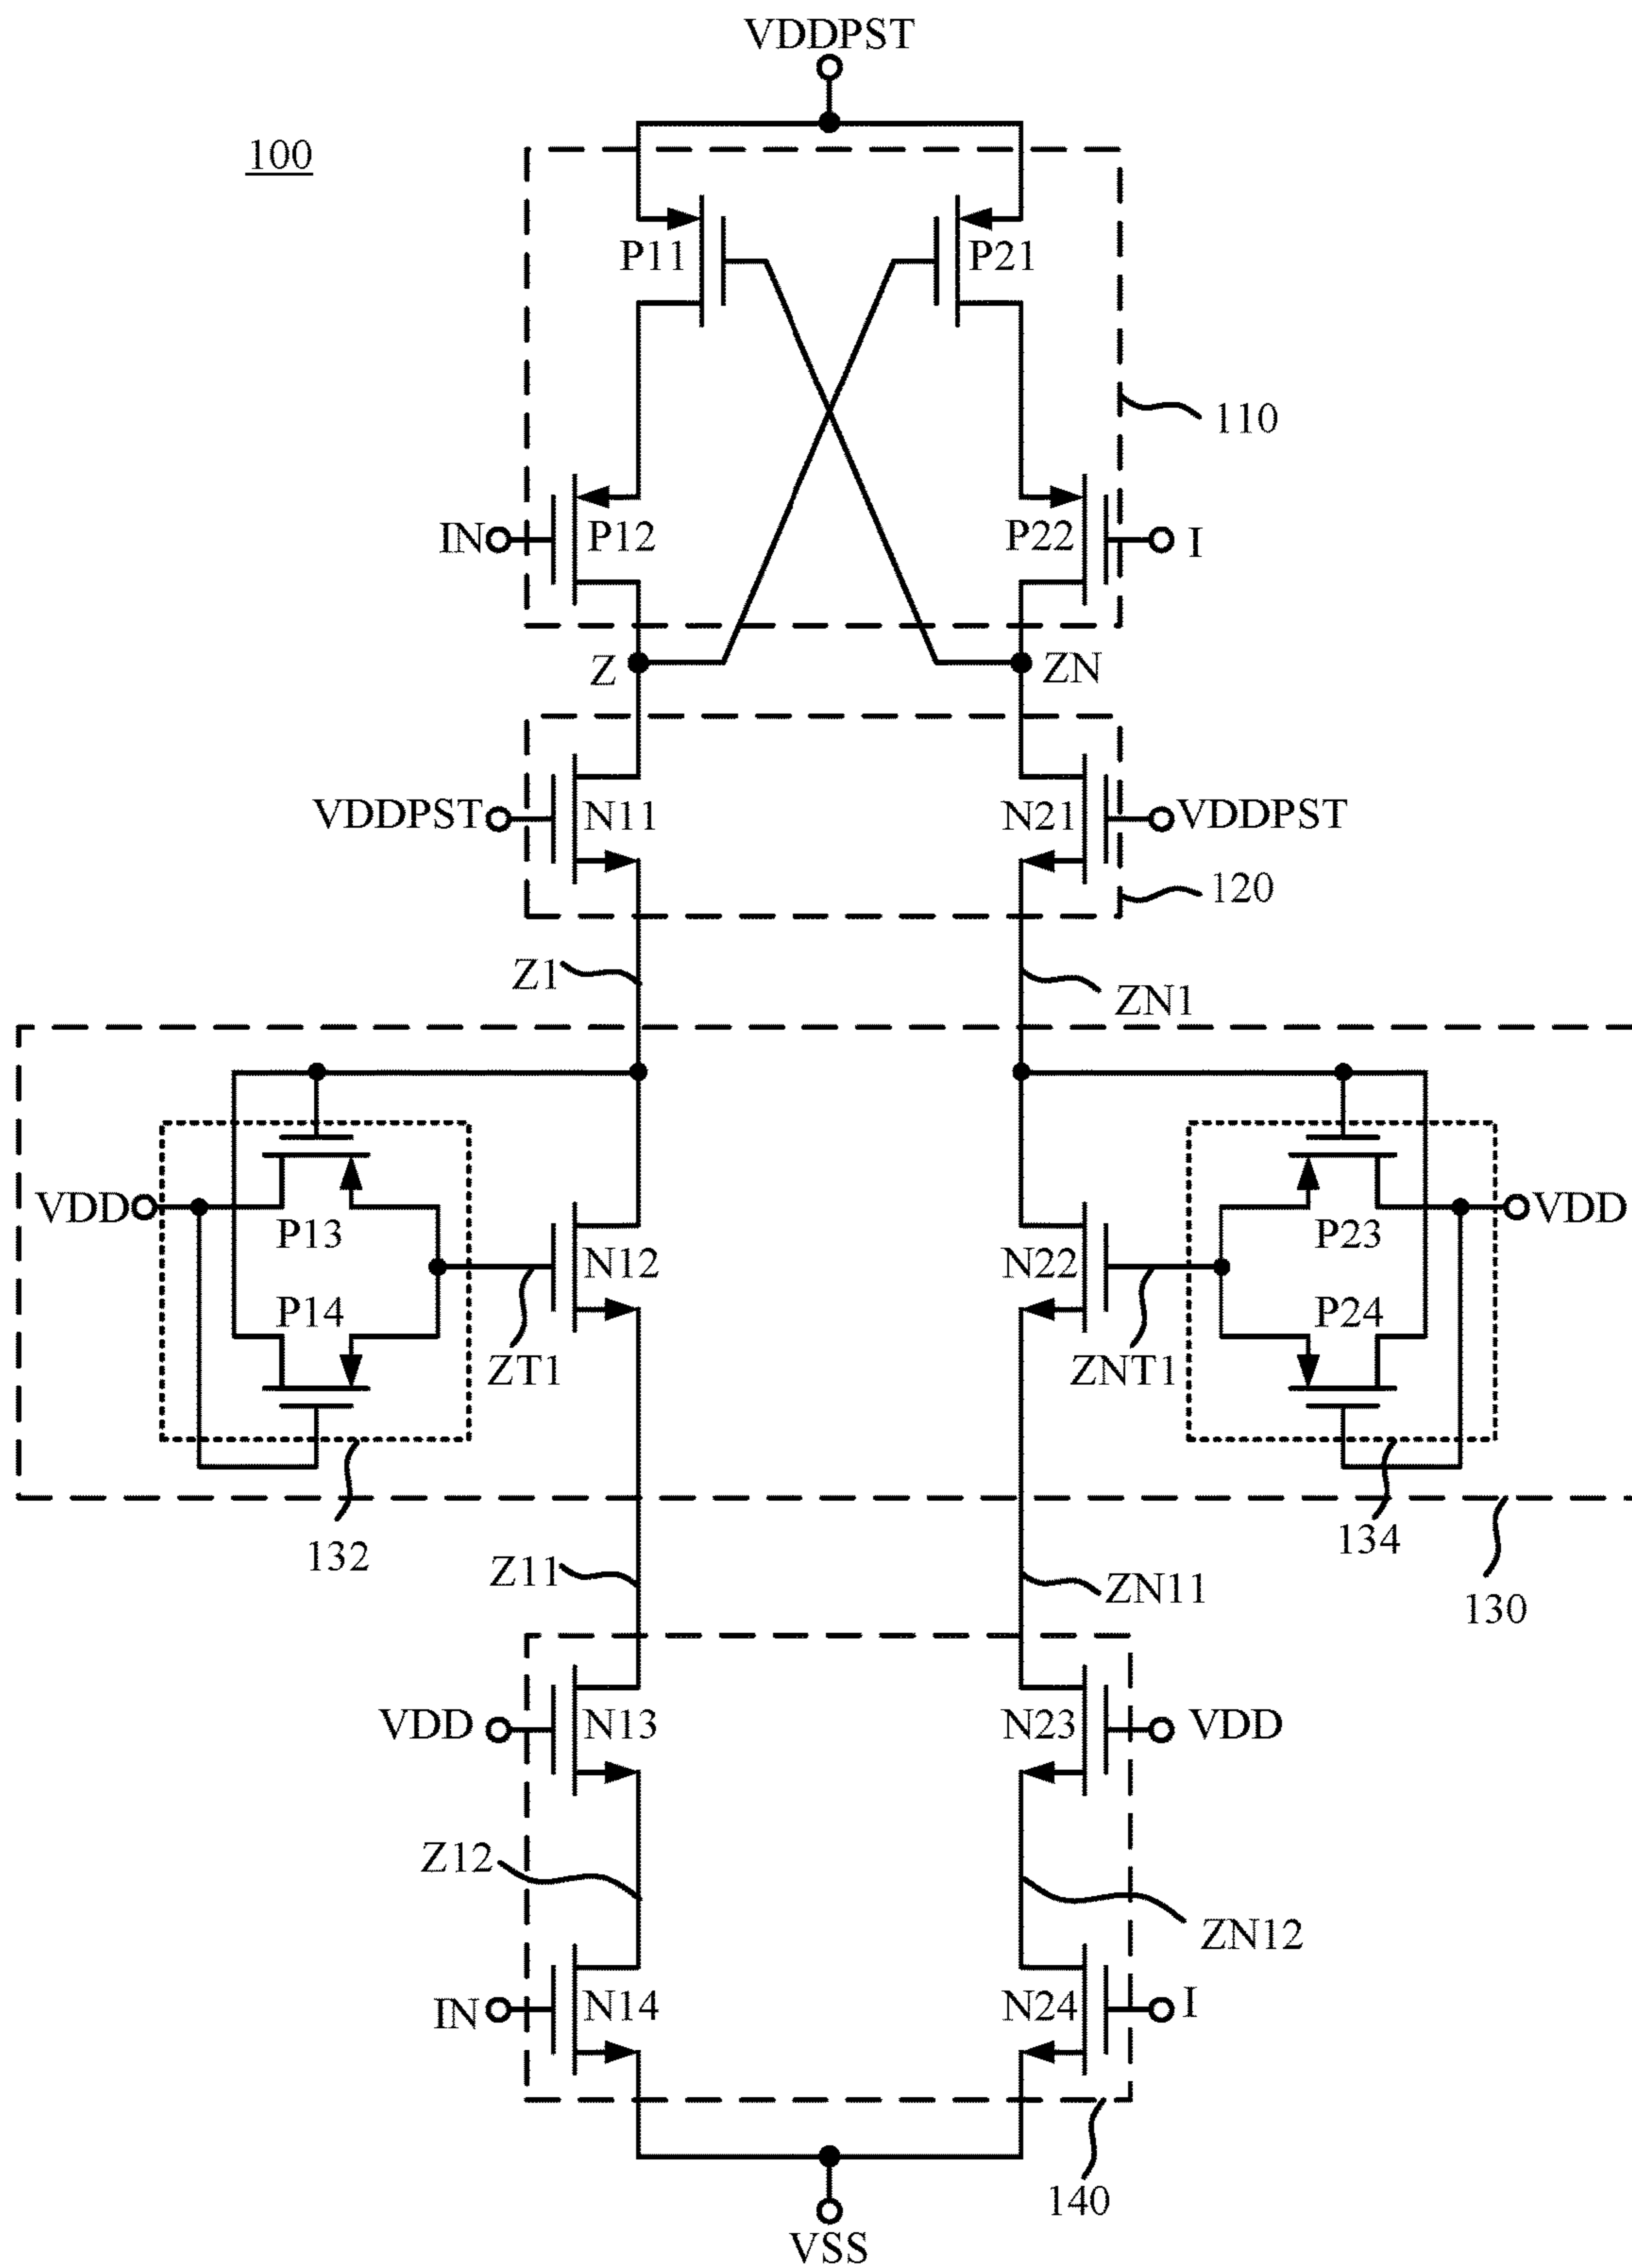 VDDPST
100
P11
P21
110
IN
P12
P22
I
Z
ZN
VDDPST
N11
N21
VDDPST
120
Z1
ZN1
VDD
P13
P14
N12
N22
P23
P24
VDD
ZT1
ZNT1
132
134
130
Z11
ZN11
VDD
N13
N23
VDD
Z12
ZN12
IN
N14
N24
I
140
VSS